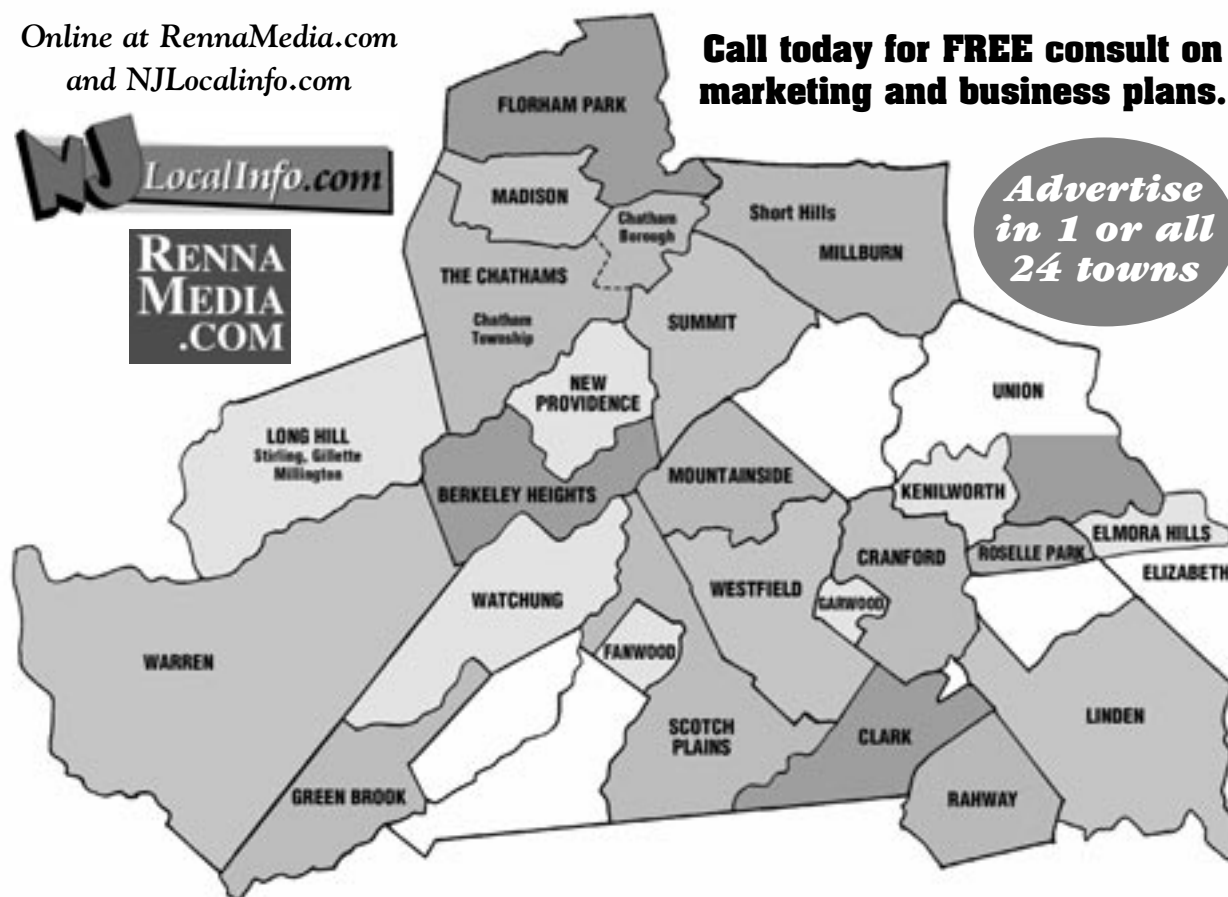 Online at RennaMedia.com
and NJLocalinfo.com
NJ LocalInfo.com
RENNA
MEDIA
.COM
Call today for FREE consult on
marketing and business plans.
Advertise
in 1 or all
24 towns
FLORHAM PARK
MADISON
Chatham
Borough
Short Hills
MILLBURN
THE CHATHAMS
Chatham
Township
SUMMIT
NEW
PROVIDENCE
UNION
LONG HILL
Stirling, Gillette
Millington
BERKELEY HEIGHTS
MOUNTAINSIDE
KENILWORTH
ELMORA HILLS
ROSELLE PARK
CRANFORD
ELIZABETH
WESTFIELD
GARWOOD
WATCHUNG
FANWOOD
WARREN
SCOTCH
PLAINS
CLARK
LINDEN
GREEN BROOK
RAHWAY